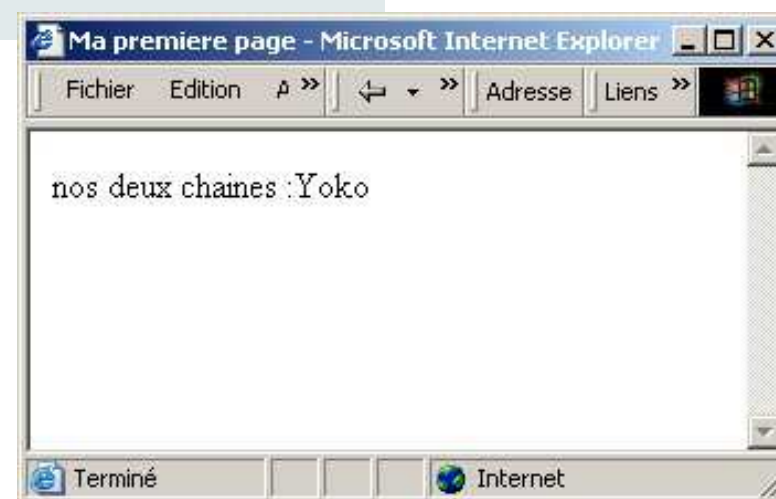 Ma premiere page - Microsoft Internet Explorer
Fichier Edition A » » Adresse Liens »
nos deux chaines :Yoko
Terminé Internet